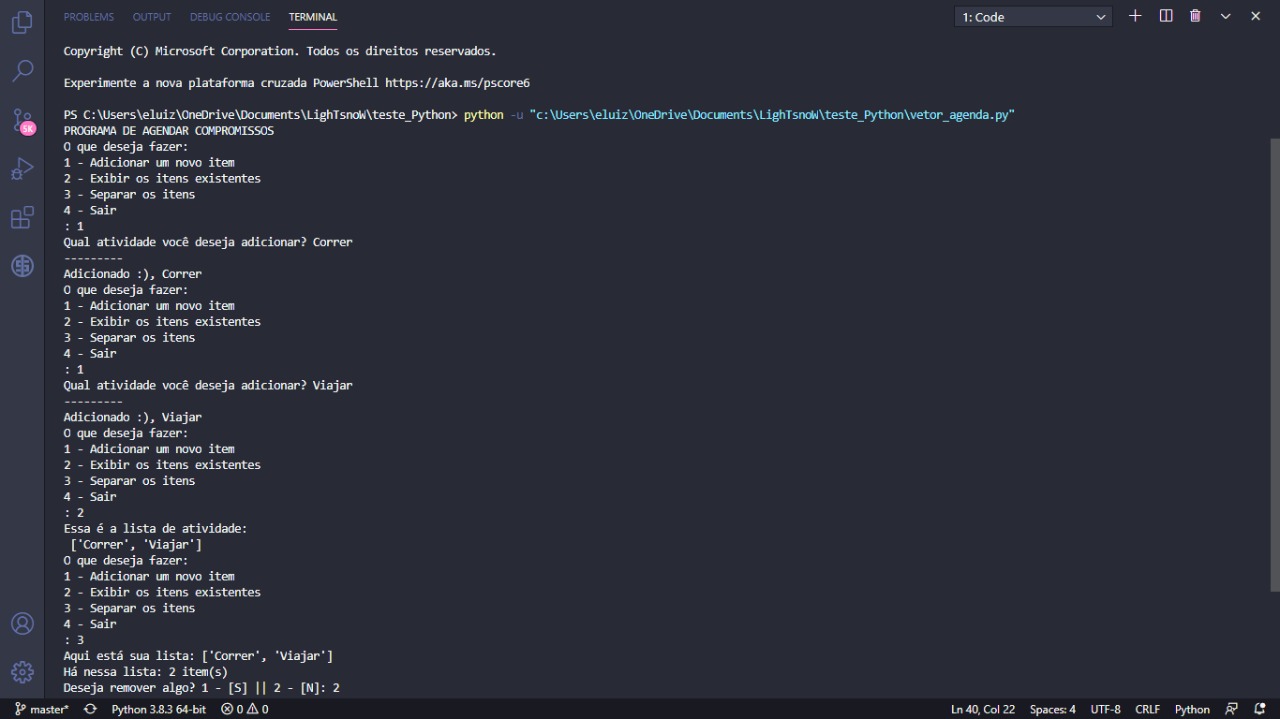 PROBLEMS OUTPUT DEBUG CONSOLE TERMINAL 1: Code
Copyright (C) Microsoft Corporation. Todos os direitos reservados.
Experimente a nova plataforma cruzada PowerShell https://aka.ms/pscore6
PS C:\Users\eluiz\OneDrive\Documents\LighTsnoW\teste_Python> python -u "c:\Users\eluiz\OneDrive\Documents\LighTsnoW\teste_Python\vetor_agenda.py"
PROGRAMA DE AGENDAR COMPROMISSOS
O que deseja fazer:
1 - Adicionar um novo item
2 - Exibir os itens existentes
3 - Separar os itens
4 - Sair
: 1
Qual atividade você deseja adicionar? Correr
---------
Adicionado :), Correr
O que deseja fazer:
1 - Adicionar um novo item
2 - Exibir os itens existentes
3 - Separar os itens
4 - Sair
: 1
Qual atividade você deseja adicionar? Viajar
---------
Adicionado :), Viajar
O que deseja fazer:
1 - Adicionar um novo item
2 - Exibir os itens existentes
3 - Separar os itens
4 - Sair
: 2
Essa é a lista de atividade:
['Correr', 'Viajar']
O que deseja fazer:
1 - Adicionar um novo item
2 - Exibir os itens existentes
3 - Separar os itens
4 - Sair
: 3
Aqui está sua lista: ['Correr', 'Viajar']
Há nessa lista: 2 item(s)
Deseja remover algo? 1 - [S] || 2 - [N]: 2
5K
master* Python 3.8.3 64-bit 0 0 Ln 40, Col 22 Spaces: 4 UTF-8 CRLF Python